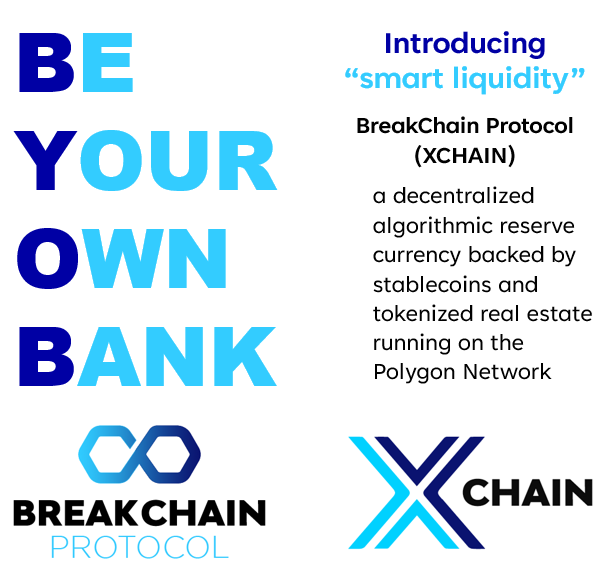 BE
YOUR
OWN
BANK
Introducing
“smart liquidity”
BreakChain Protocol
(XCHAIN)
a decentralized
algorithmic reserve
currency backed by
stablecoins and
tokenized real estate
running on the
Polygon Network
BREAKCHAIN
PROTOCOL
XCHAIN